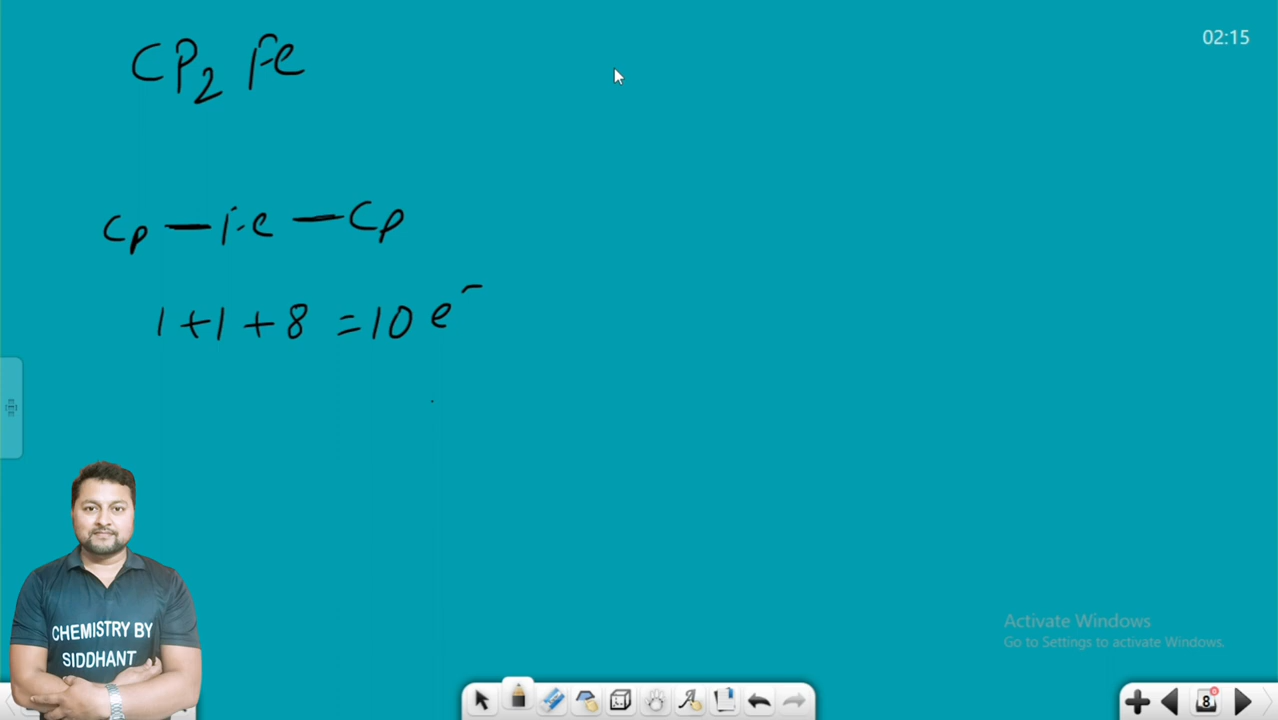 CP2 Fe
02:15
Cp — Fe — Cp
1 + 1 + 8 = 10 e⁻
CHEMISTRY BY
SIDDHANT
Activate Windows
Go to Settings to activate Windows.
8